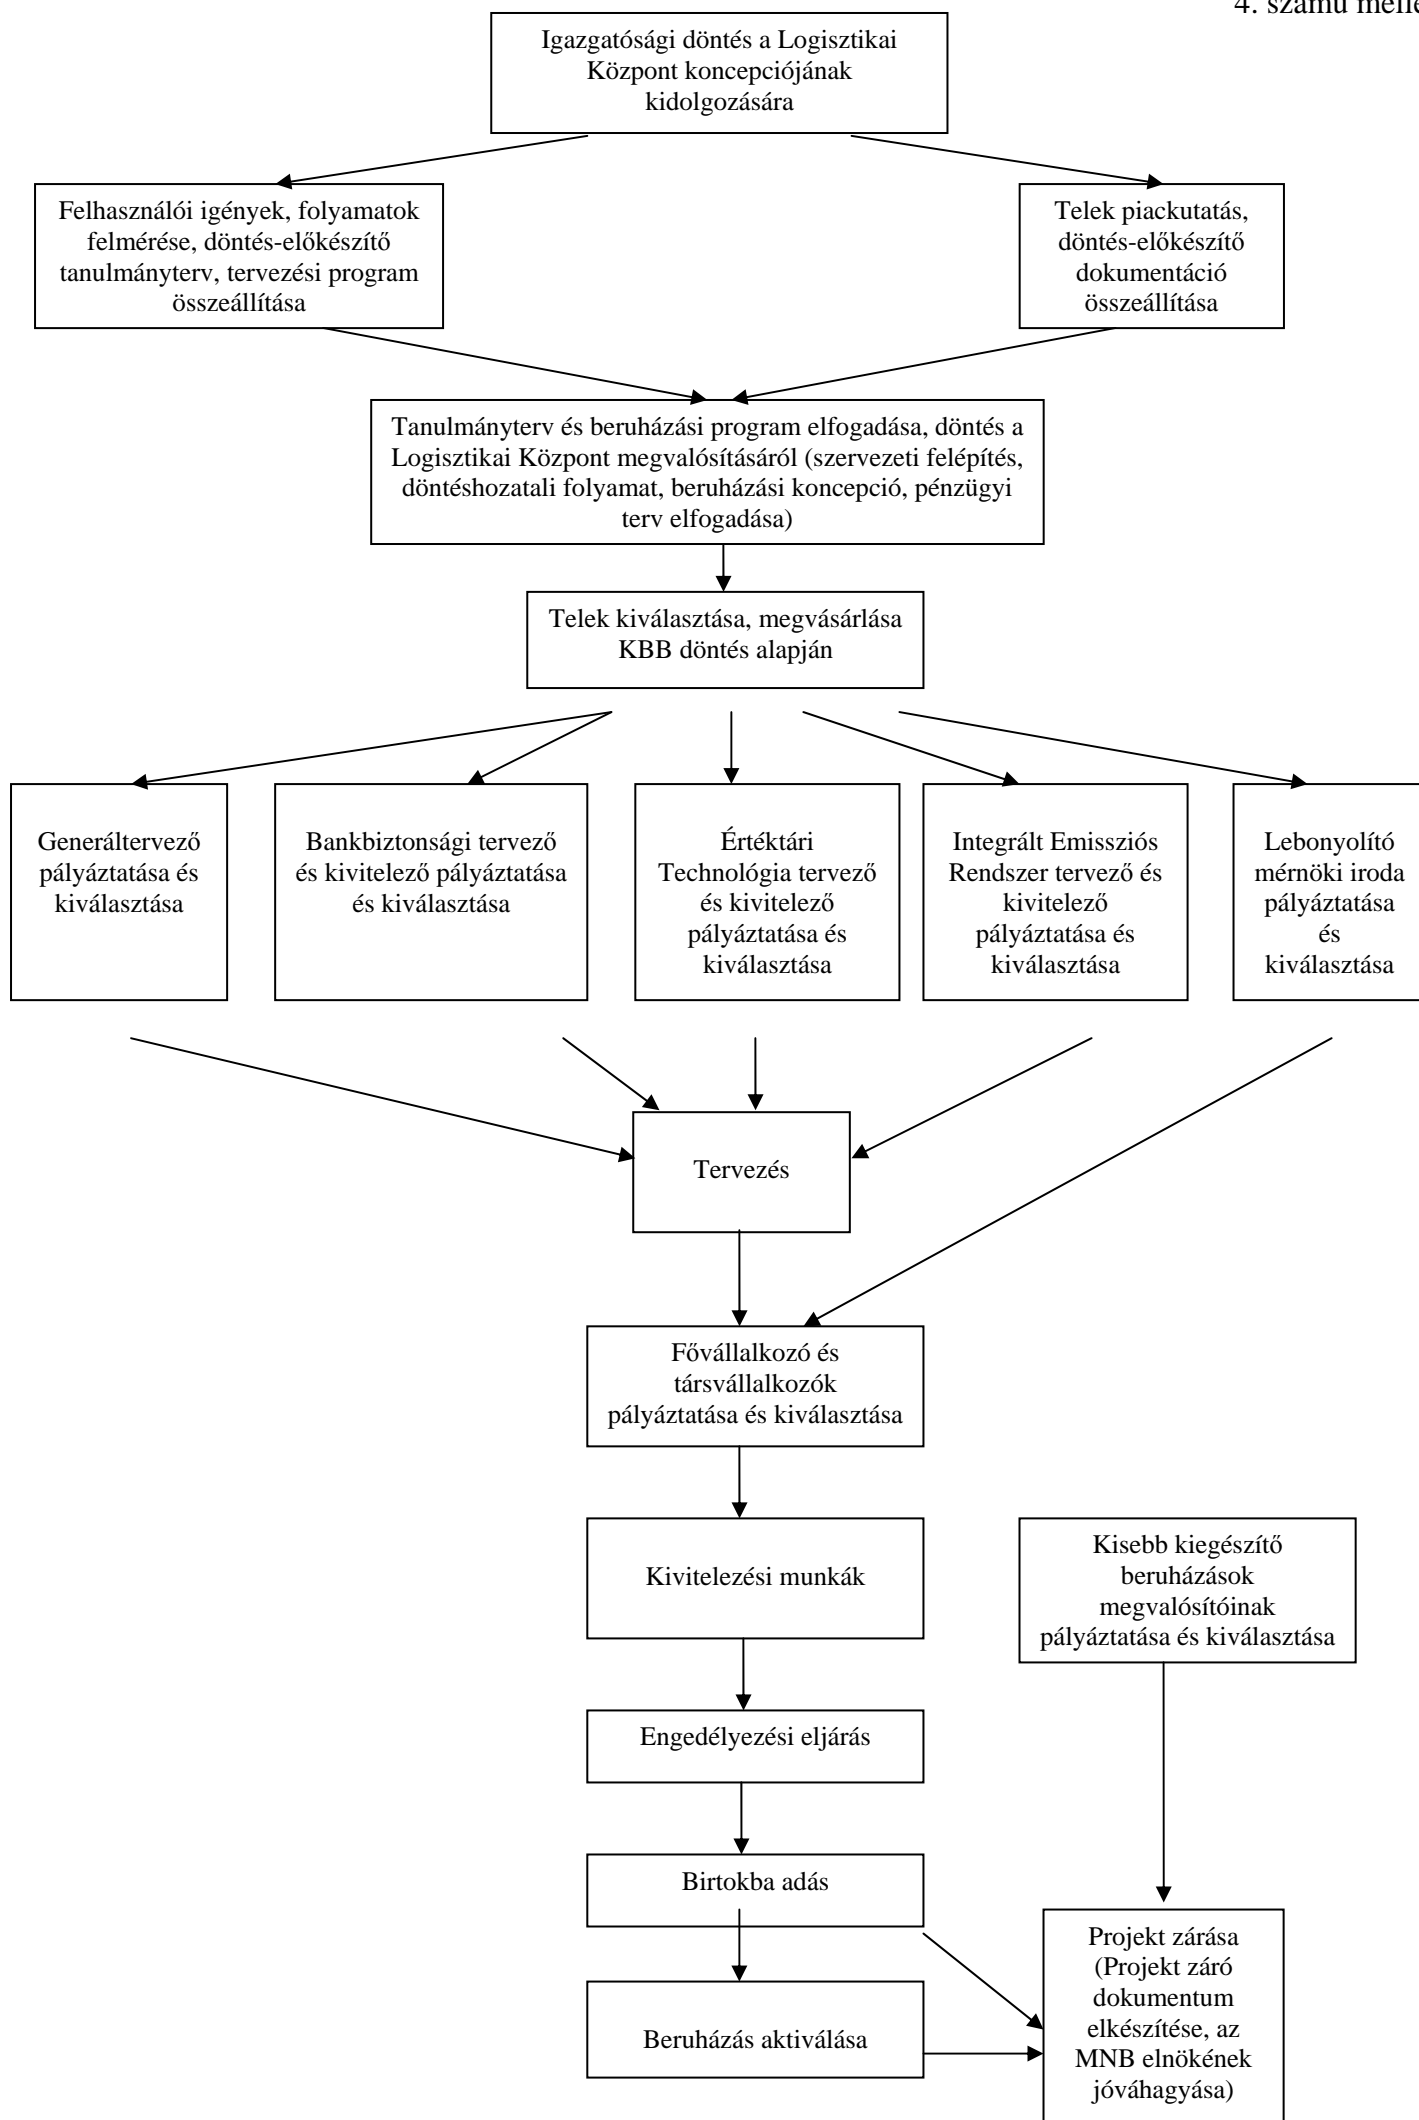 4. számú
Igazgatósági döntés a Logisztikai
Központ koncepciójának
kidolgozására
Felhasználói igények, folyamatok
felmérése, döntés-előkészítő
tanulmányterv, tervezési program
összeállítása
Telek piackutatás,
döntés-előkészítő
dokumentáció
összeállítása
Tanulmányterv és beruházási program elfogadása, döntés a
Logisztikai Központ megvalósításáról (szervezeti felépítés,
döntéshozatali folyamat, beruházási koncepció, pénzügyi
terv elfogadása)
Telek kiválasztása, megvásárlása
KBB döntés alapján
Generáltervező
pályáztatása és
kiválasztása
Bankbiztonsági tervező
és kivitelező pályáztatása
és kiválasztása
Értéktári
Technológia tervező
és kivitelező
pályáztatása és
kiválasztása
Integrált Emissziós
Rendszer tervező és
kivitelező
pályáztatása és
kiválasztása
Lebonyolító
mérnöki iroda
pályáztatása
és
kiválasztása
Tervezés
Fővállalkozó és
társvállalkozók
pályáztatása és kiválasztása
Kivitelezési munkák
Kisebb kiegészítő
beruházások
megvalósítóinak
pályáztatása és kiválasztása
Engedélyezési eljárás
Birtokba adás
Beruházás aktiválása
Projekt zárása
(Projekt záró
dokumentum
elkészítése, az
MNB elnökének
jóváhagyása)